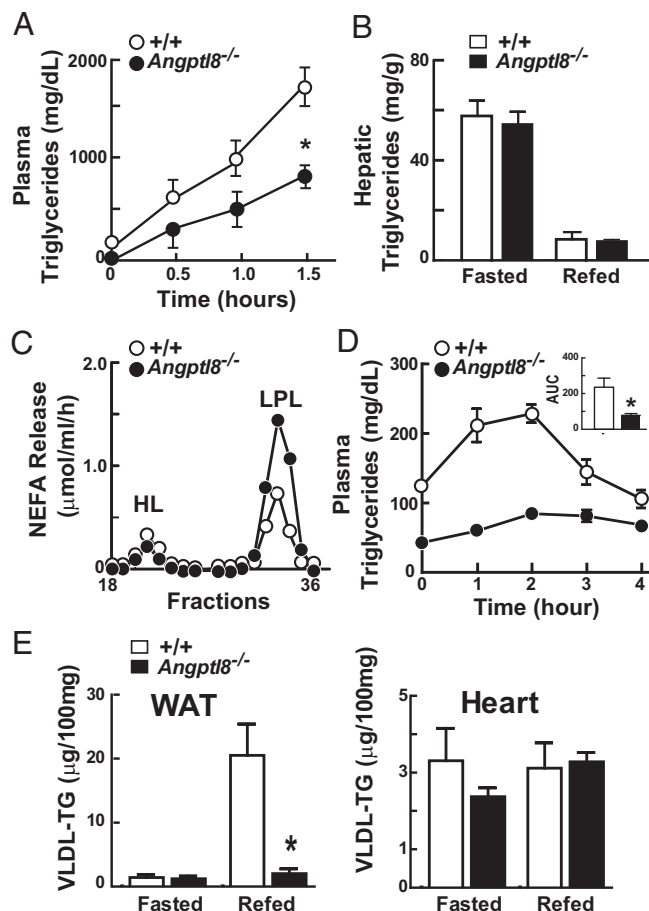 A
+/+
Angptl8-/-
Plasma
Triglycerides (mg/dL)
2000
1000
0
0
0.5
1.0
1.5
*
Time (hours)
B
+/+
Angptl8-/-
Hepatic
Triglycerides (mg/g)
80
60
0
Fasted
Refed
C
+/+
Angptl8-/-
NEFA Release
(μmol/ml/h)
2.0
1.0
0
HL
LPL
18
36
Fractions
D
+/+
Angptl8-/-
Plasma
Triglycerides (mg/dL)
300
200
100
0
0
1
2
3
4
Time (hour)
AUC
400
200
0
*
E
+/+
Angptl8-/-
VLDL-TG (μg/100mg)
30
20
10
0
WAT
*
Fasted
Refed
VLDL-TG (μg/100mg)
5
3
1
0
Heart
Fasted
Refed